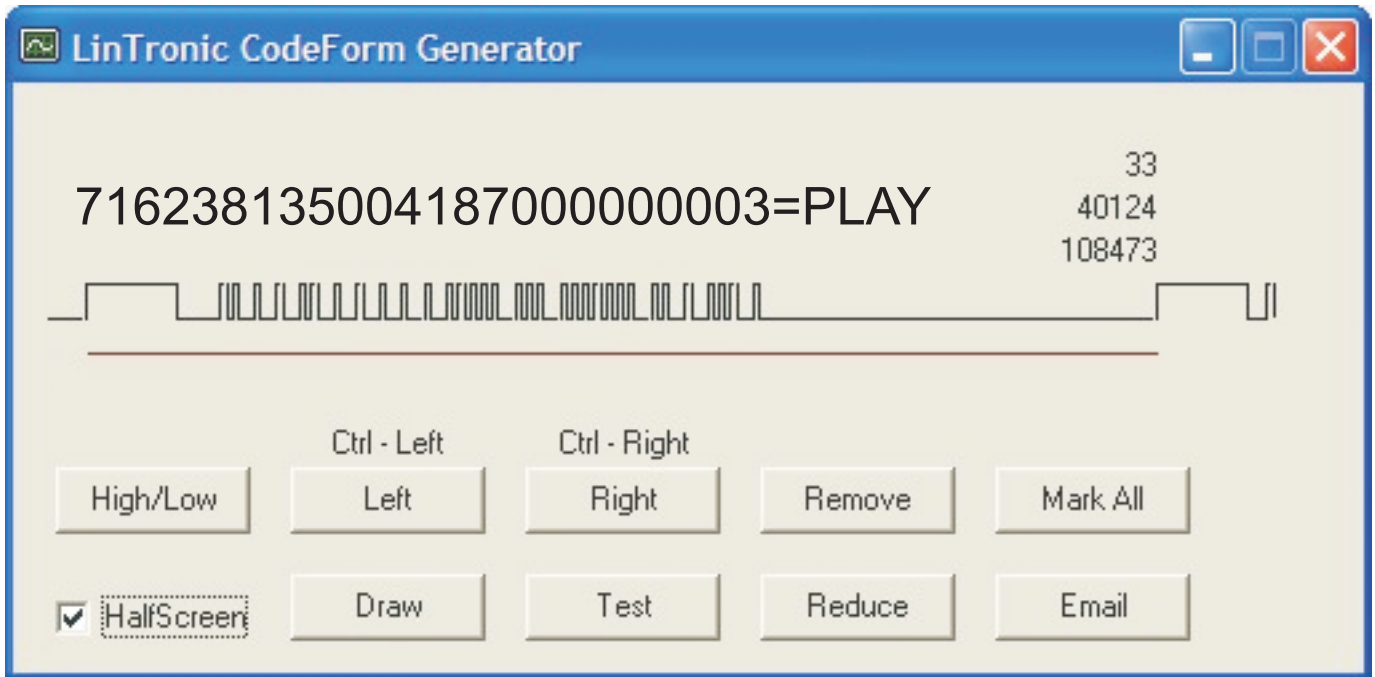 LinTronic CodeForm Generator
33
716238135004187000000003=PLAY
40124
108473
Ctrl - Left
Ctrl - Right
High/Low
Left
Right
Remove
Mark All
HalfScreen
Draw
Test
Reduce
Email